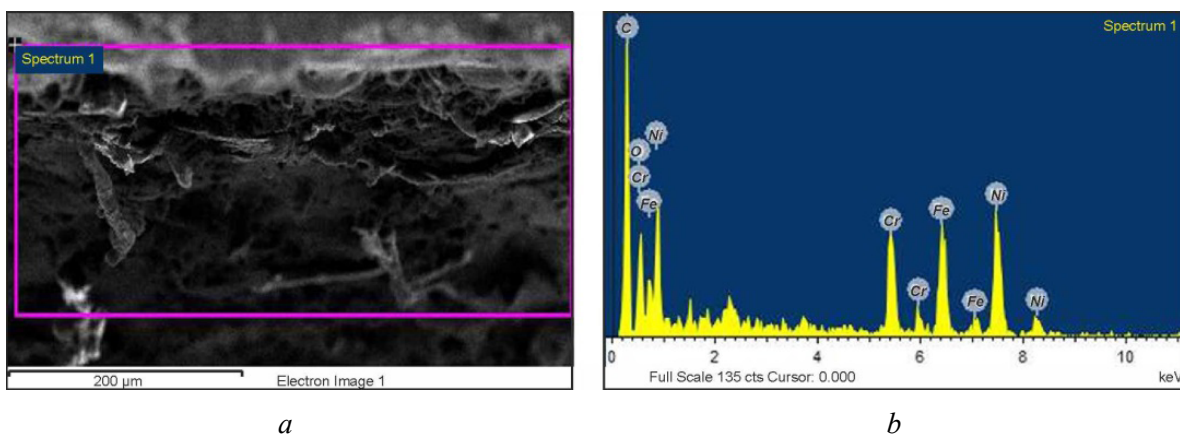 Spectrum 1
200 µm
Electron Image 1
Spectrum 1
C
Ni
O
Cr
Fe
Cr
Fe
Ni
Cr
Fe
Ni
0 2 4 6 8 10
Full Scale 135 cts Cursor: 0.000
keV
a
b